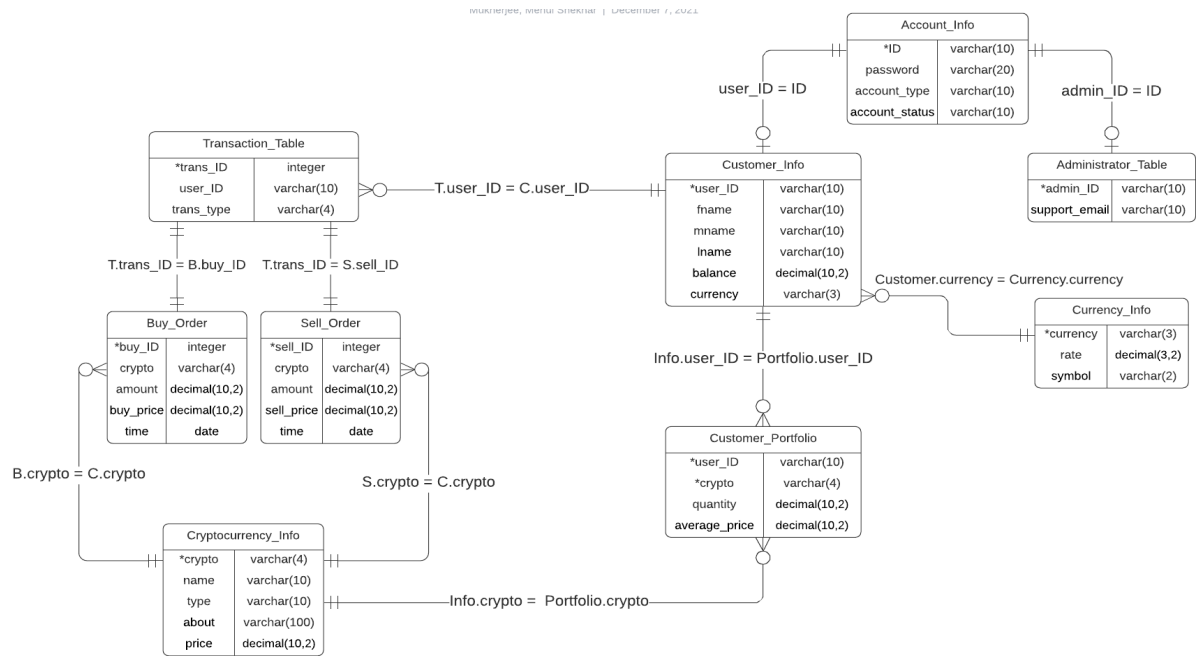 Mukherjee, Mehul Shekhar | December 7, 2021
Account_Info
*ID varchar(10)
password varchar(20)
account_type varchar(10)
account_status varchar(10)
user_ID = ID
admin_ID = ID
Transaction_Table
*trans_ID integer
user_ID varchar(10)
trans_type varchar(4)
T.user_ID = C.user_ID
Customer_Info
*user_ID varchar(10)
fname varchar(10)
mname varchar(10)
lname varchar(10)
balance decimal(10,2)
currency varchar(3)
Administrator_Table
*admin_ID varchar(10)
support_email varchar(10)
T.trans_ID = B.buy_ID
T.trans_ID = S.sell_ID
Customer.currency = Currency.currency
Buy_Order
*buy_ID integer
crypto varchar(4)
amount decimal(10,2)
buy_price decimal(10,2)
time date
Sell_Order
*sell_ID integer
crypto varchar(4)
amount decimal(10,2)
sell_price decimal(10,2)
time date
Currency_Info
*currency varchar(3)
rate decimal(3,2)
symbol varchar(2)
Info.user_ID = Portfolio.user_ID
Customer_Portfolio
*user_ID varchar(10)
*crypto varchar(4)
quantity decimal(10,2)
average_price decimal(10,2)
B.crypto = C.crypto
S.crypto = C.crypto
Cryptocurrency_Info
*crypto varchar(4)
name varchar(10)
type varchar(10)
about varchar(100)
price decimal(10,2)
Info.crypto = Portfolio.crypto